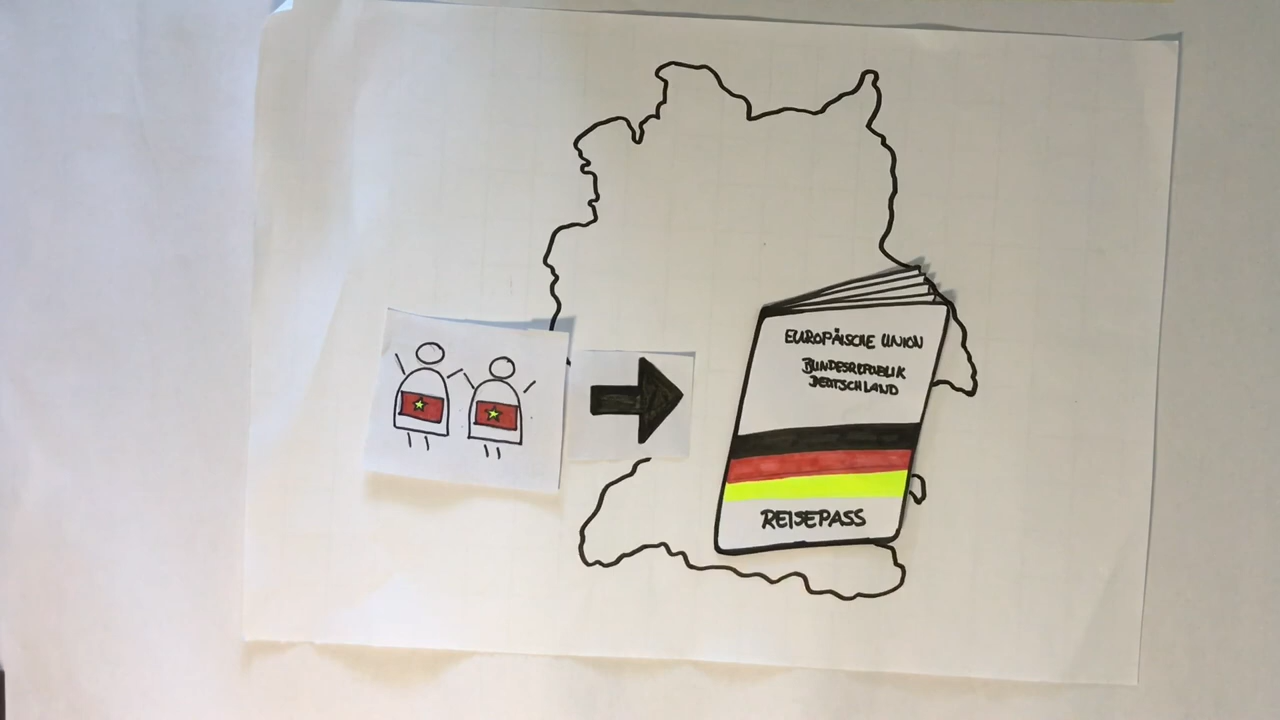 EUROPÄISCHE UNION
BUNDESREPUBLIK
DEUTSCHLAND
REISEPASS